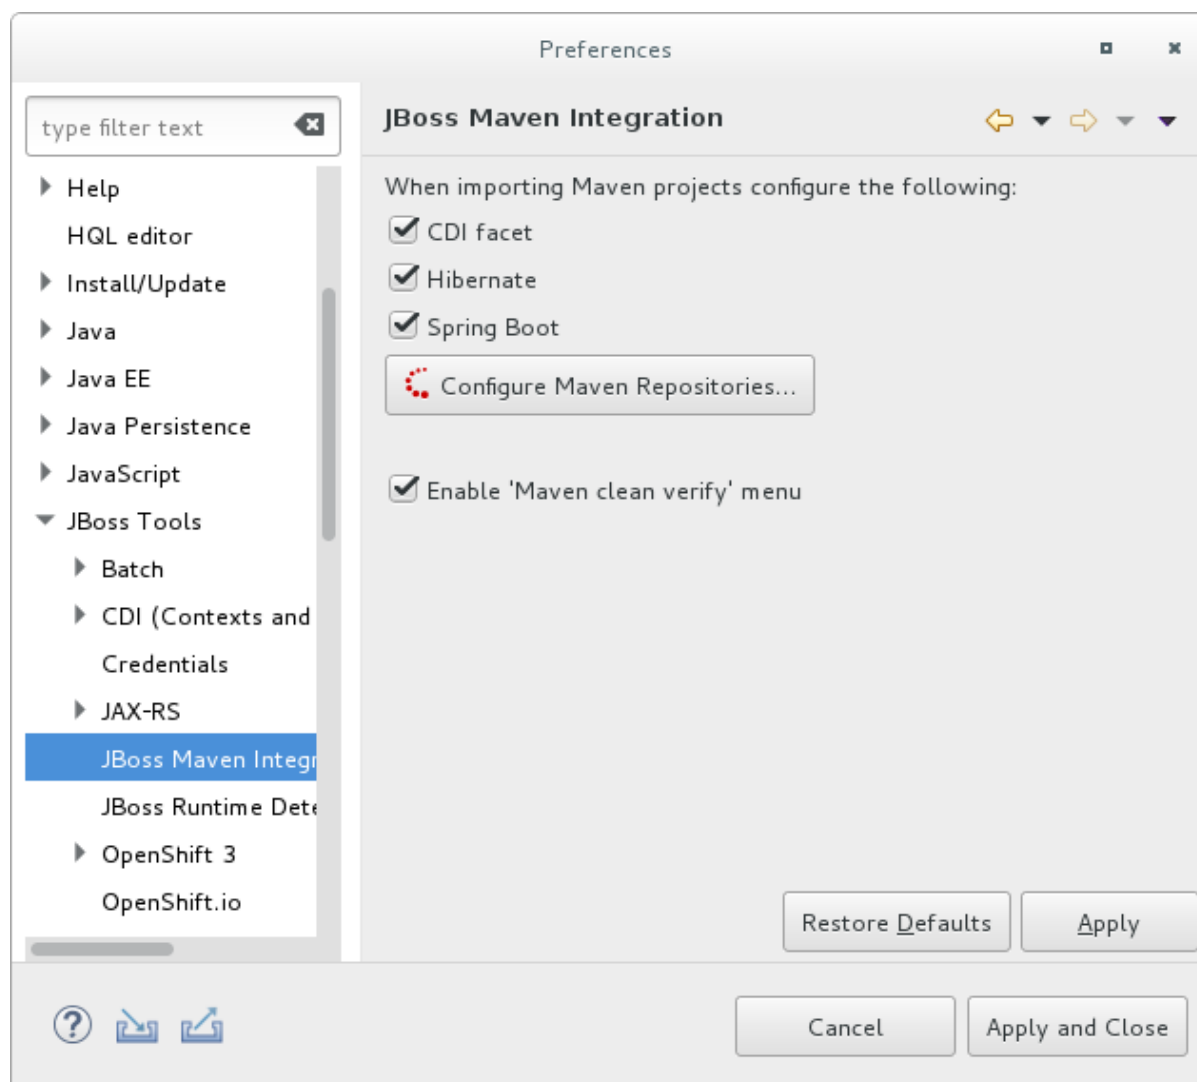 Preferences
type filter text
Help
HQL editor
Install/Update
Java
Java EE
Java Persistence
JavaScript
JBoss Tools
Batch
CDI (Contexts and
Credentials
JAX-RS
JBoss Maven Integr
JBoss Runtime Dete
OpenShift 3
OpenShift.io
JBoss Maven Integration
When importing Maven projects configure the following:
CDI facet
Hibernate
Spring Boot
Configure Maven Repositories...
Enable 'Maven clean verify' menu
Restore Defaults
Apply
?
Cancel
Apply and Close